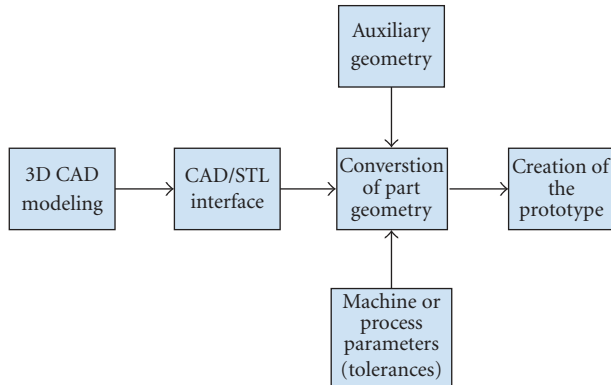 Auxiliary
geometry
3D CAD
modeling
CAD/STL
interface
Converstion
of part
geometry
Creation of
the
prototype
Machine or
process
parameters
(tolerances)